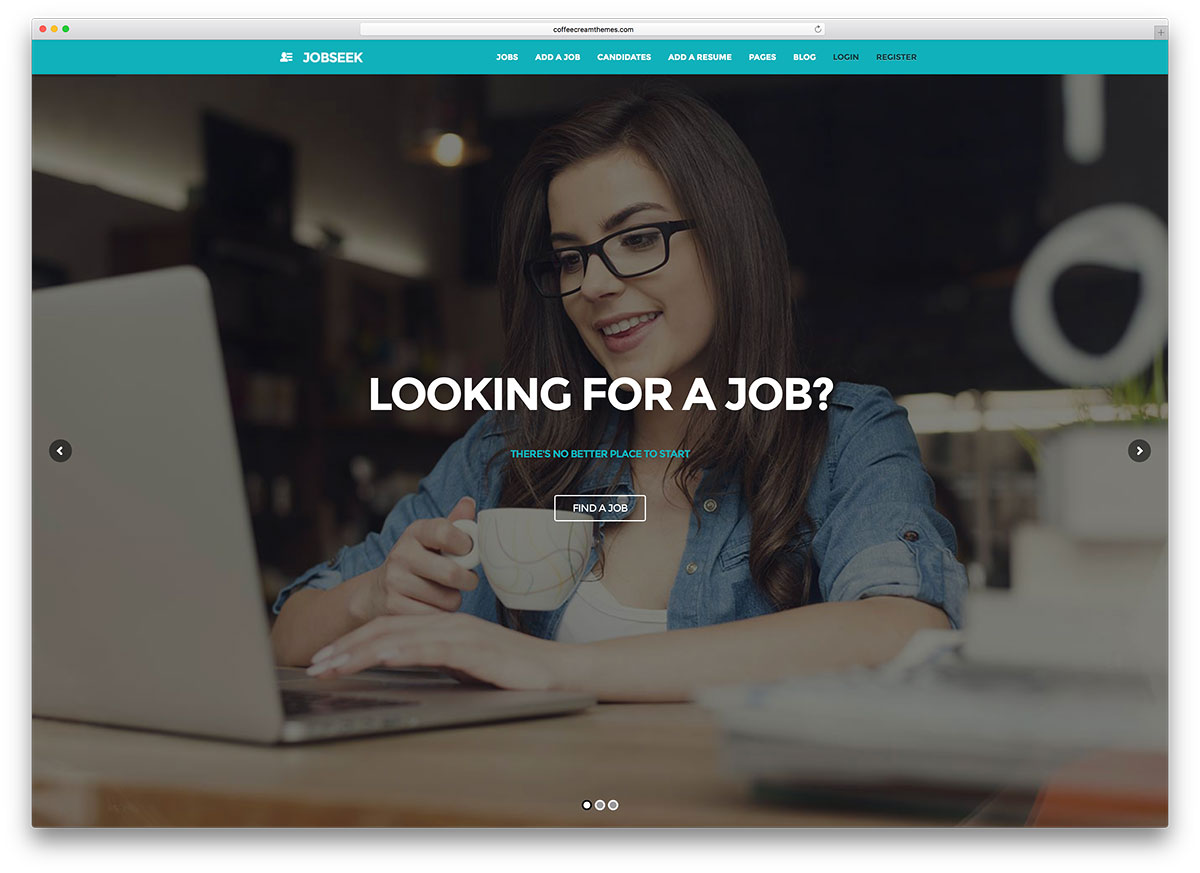 coffeecreamthemes.com
JOBSEEK JOBS ADD A JOB CANDIDATES ADD A RESUME PAGES BLOG LOGIN REGISTER
LOOKING FOR A JOB?
THERE'S NO BETTER PLACE TO START
FIND A JOB